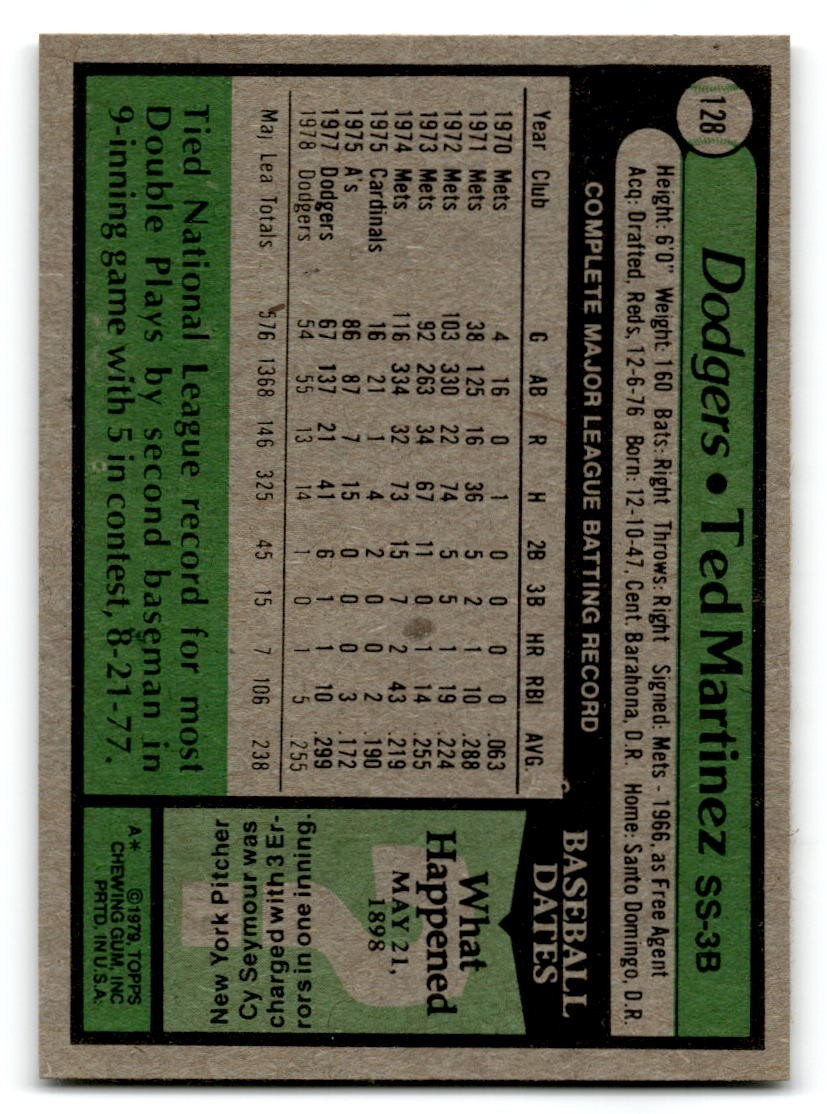 128
Dodgers • Ted Martinez SS-3B
Height: 6'0" Weight: 160 Bats: Right Throws: Right Signed: Mets - 1966, as Free Agent
Acq: Drafted, Reds, 12-6-76 Born: 12-10-47, Cent. Barahona, D.R. Home: Santo Domingo, D.R.
COMPLETE MAJOR LEAGUE BATTING RECORD
Year Club G AB R H 2B 3B HR RBI AVG.
1970 Mets 4 16 0 1 0 0 0 0 .063
1971 Mets 38 125 16 36 5 2 1 10 .288
1972 Mets 103 330 22 74 5 5 1 19 .224
1973 Mets 92 263 34 67 11 0 1 14 .255
1974 Mets 116 334 32 73 15 7 2 43 .219
1975 Cardinals 16 21 1 4 2 0 0 2 .190
1975 A's 86 87 7 15 0 0 0 3 .172
1977 Dodgers 67 137 21 41 6 1 1 10 .299
1978 Dodgers 54 55 13 14 1 0 1 5 .255
Maj Lea Totals 576 1368 146 325 45 15 7 106 238
Tied National League record for most
Double Plays by second baseman in
9-inning game with 5 in contest, 8-21-77.
BASEBALL
DATES
What
Happened
MAY 21,
1898
New York Pitcher
Cy Seymour was
charged with 3 Er-
rors in one inning.
A* ©1979, TOPPS
CHEWING GUM, INC
PRTD. IN U.S.A.